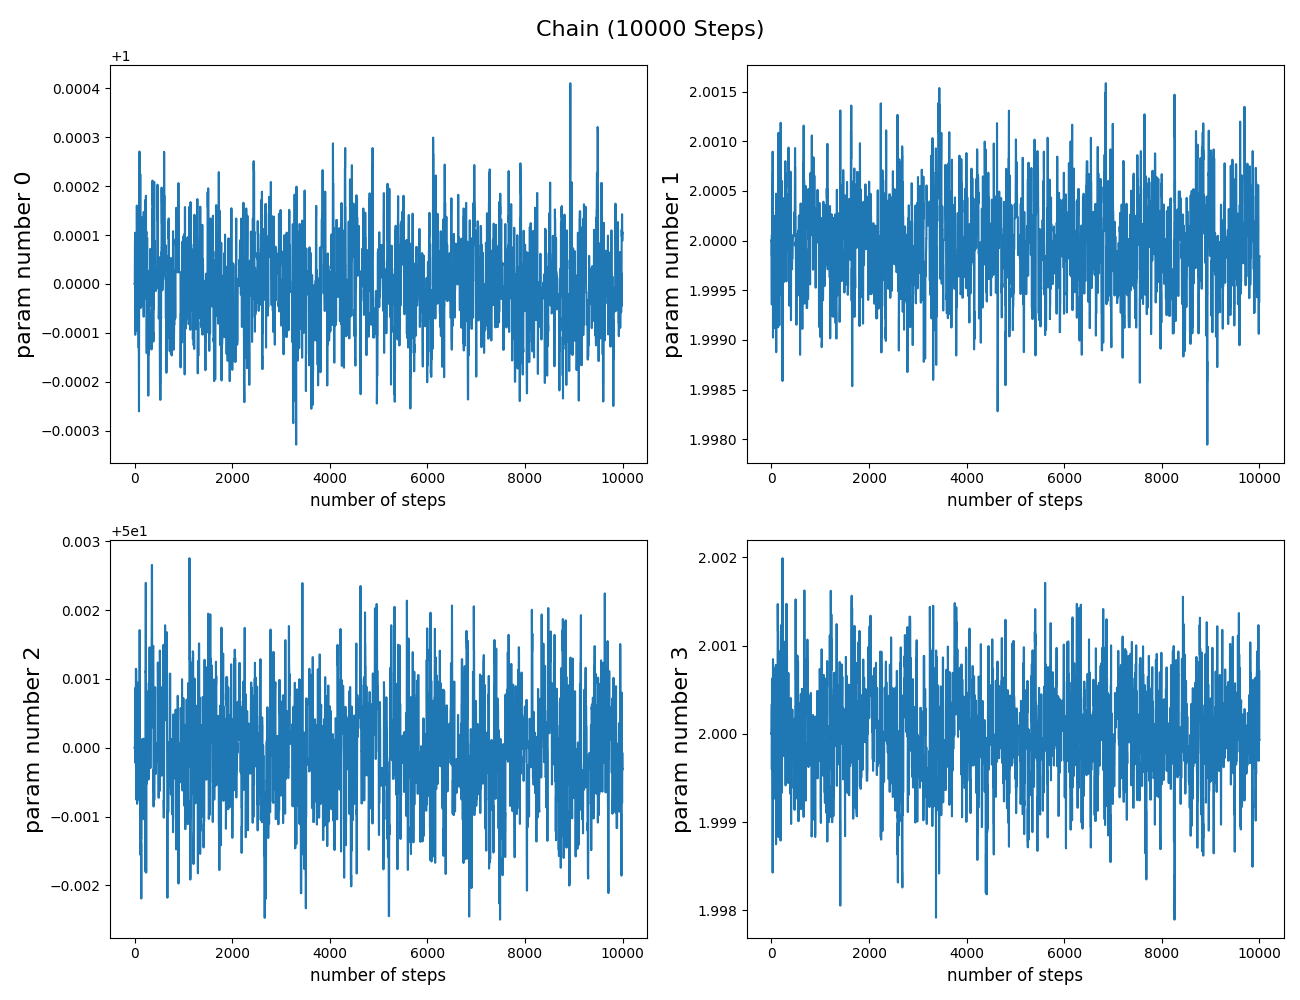 Chain (10000 Steps)
+1
0.0004
0.0003
0.0002
0.0001
0.0000
−0.0001
−0.0002
−0.0003
param number 0
0 2000 4000 6000 8000 10000
number of steps
2.0015
2.0010
2.0005
2.0000
1.9995
1.9990
1.9985
1.9980
param number 1
0 2000 4000 6000 8000 10000
number of steps
+5e1
0.003
0.002
0.001
0.000
−0.001
−0.002
param number 2
0 2000 4000 6000 8000 10000
number of steps
2.002
2.001
2.000
1.999
1.998
param number 3
0 2000 4000 6000 8000 10000
number of steps